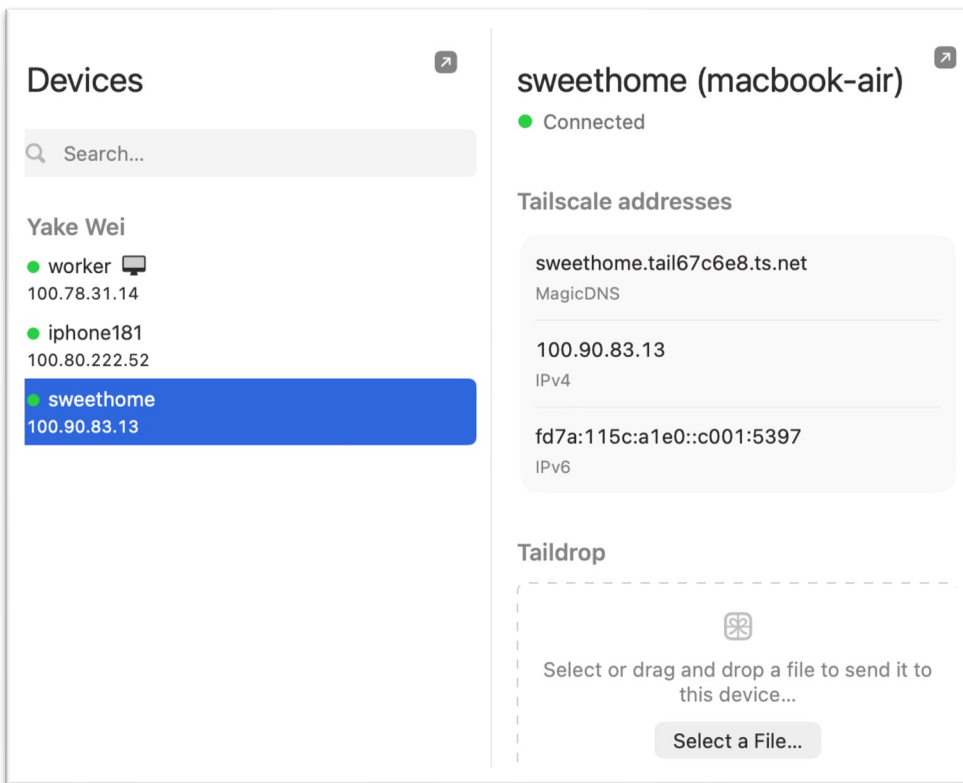 Devices
Search...
Yake Wei
worker
100.78.31.14
iphone181
100.80.222.52
sweethome
100.90.83.13
sweethome (macbook-air)
Connected
Tailscale addresses
sweethome.tail67c6e8.ts.net
MagicDNS
100.90.83.13
IPv4
fd7a:115c:a1e0::c001:5397
IPv6
Taildrop
Select or drag and drop a file to send it to
this device...
Select a File...